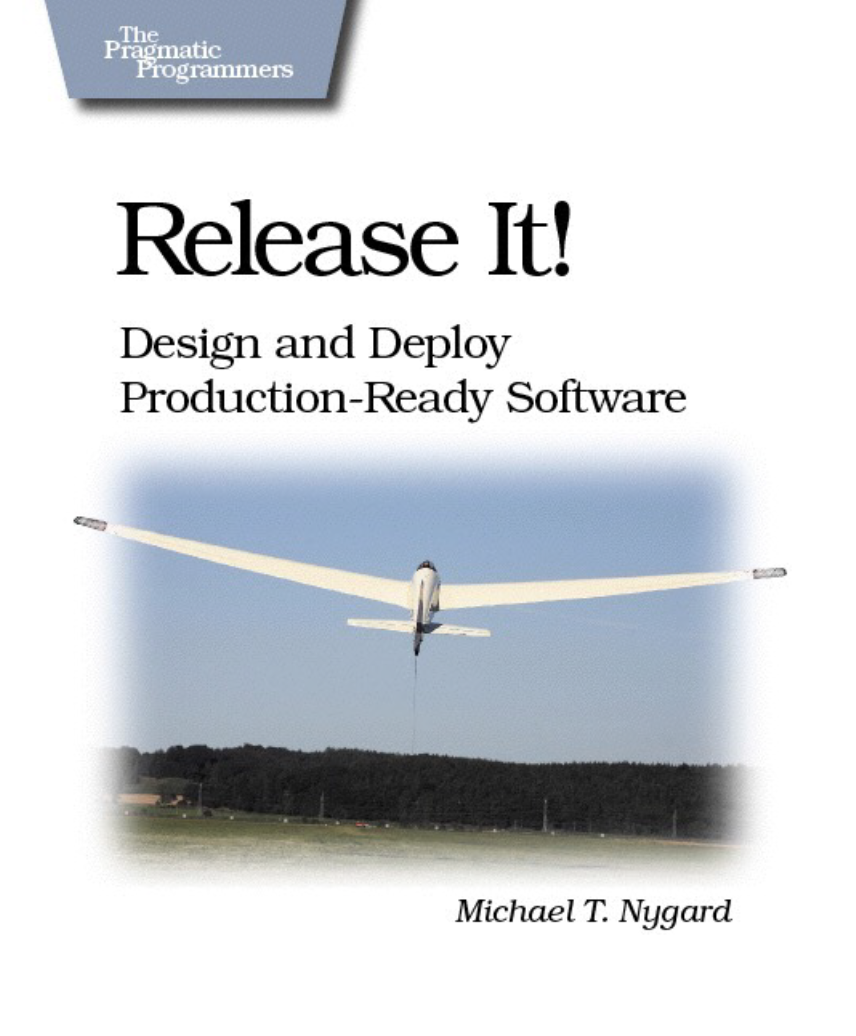 The
Pragmatic
Programmers
Release It!
Design and Deploy
Production-Ready Software
Michael T. Nygard